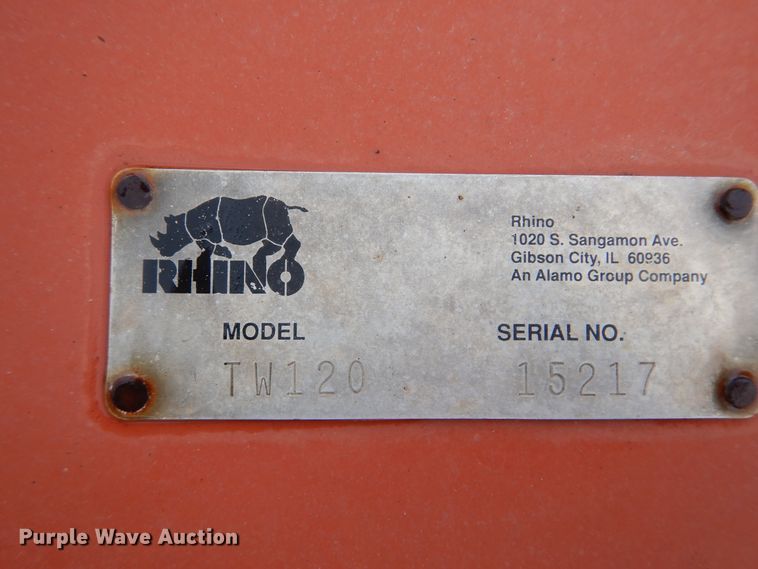 RHINO
Rhino
1020 S. Sangamon Ave.
Gibson City, IL 60936
An Alamo Group Company
MODEL SERIAL NO.
TW120 15217
Purple Wave Auction